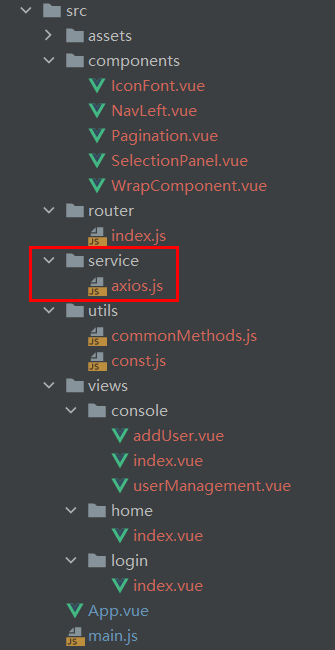 src
assets
components
IconFont.vue
NavLeft.vue
Pagination.vue
SelectionPanel.vue
WrapComponent.vue
router
JS index.js
service
JS axios.js
utils
JS commonMethods.js
JS const.js
views
console
addUser.vue
index.vue
userManagement.vue
home
index.vue
login
index.vue
App.vue
JS main.js